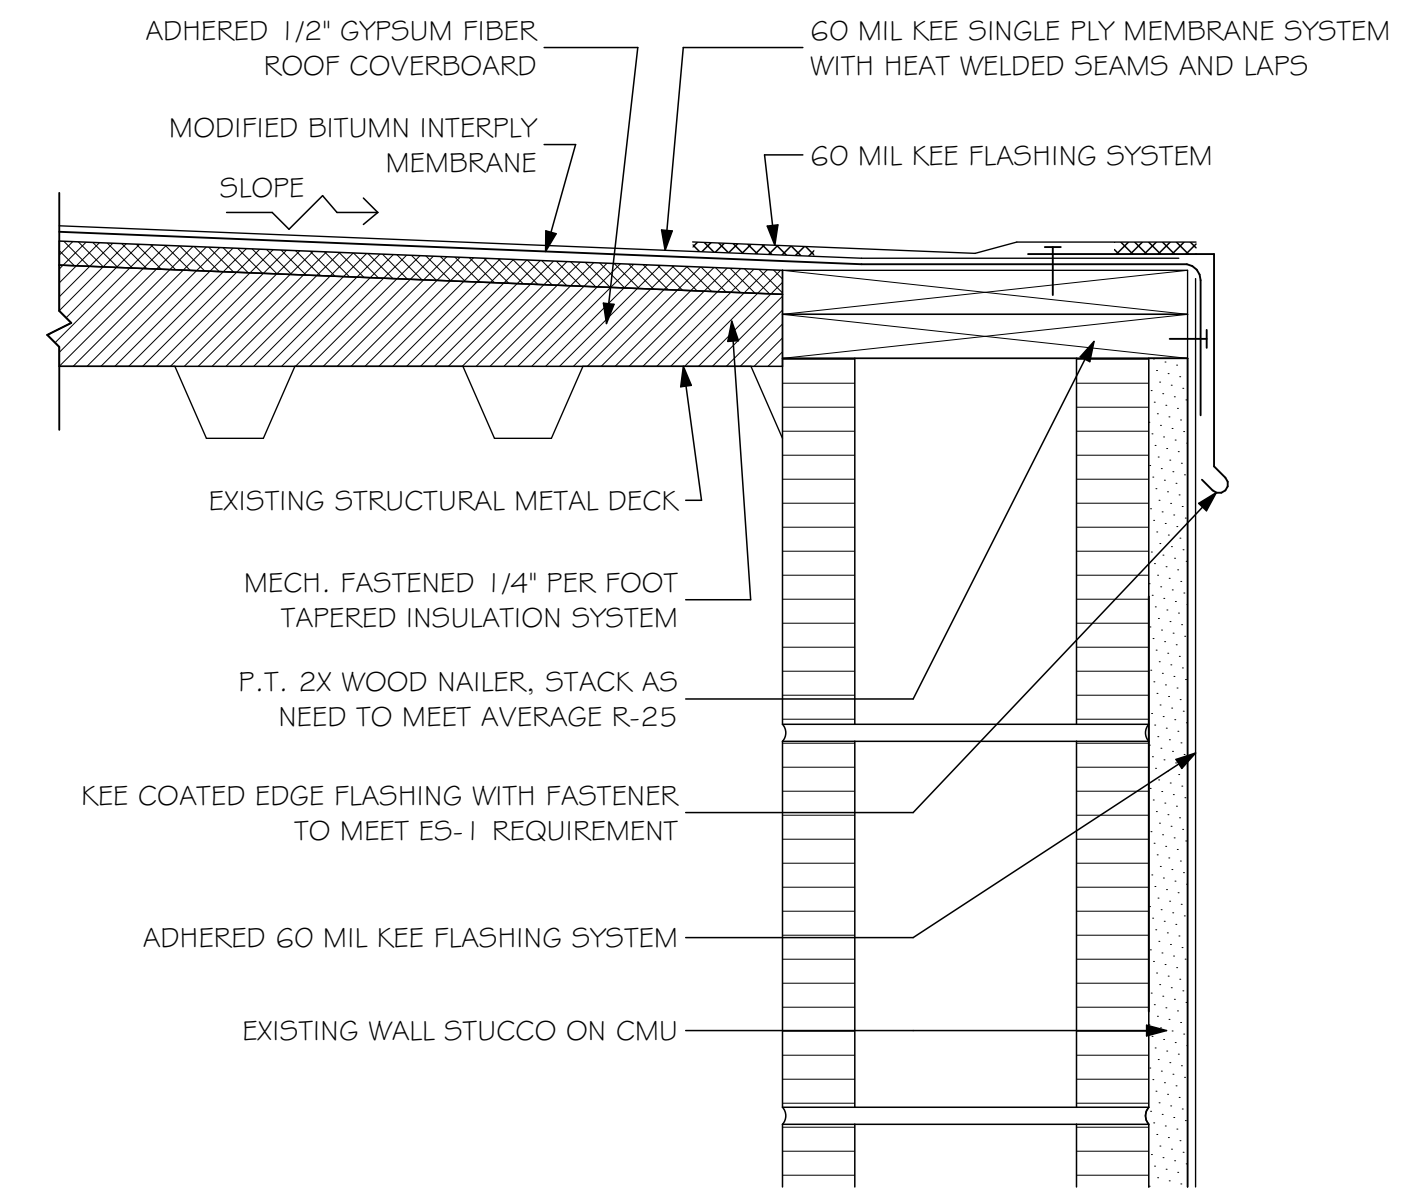 ADHERED 1/2" GYPSUM FIBER
ROOF COVERBOARD
60 MIL KEE SINGLE PLY MEMBRANE SYSTEM
WITH HEAT WELDED SEAMS AND LAPS
MODIFIED BITUMN INTERPLY
MEMBRANE
60 MIL KEE FLASHING SYSTEM
SLOPE
EXISTING STRUCTURAL METAL DECK
MECH. FASTENED 1/4" PER FOOT
TAPERED INSULATION SYSTEM
P.T. 2X WOOD NAILER, STACK AS
NEED TO MEET AVERAGE R-25
KEE COATED EDGE FLASHING WITH FASTENER
TO MEET ES-1 REQUIREMENT
ADHERED 60 MIL KEE FLASHING SYSTEM
EXISTING WALL STUCCO ON CMU